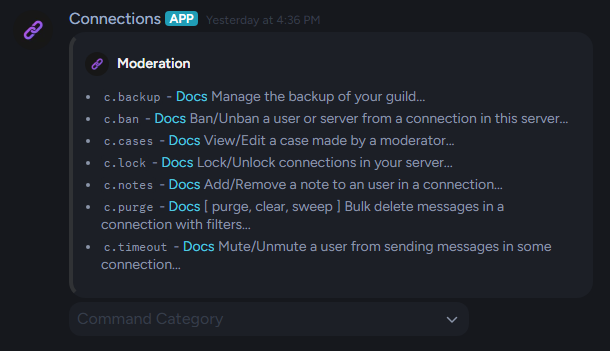 Connections APP Yesterday at 4:36 PM
Moderation
• c.backup - Docs Manage the backup of your guild...
• c.ban - Docs Ban/Unban a user or server from a connection in this server...
• c.cases - Docs View/Edit a case made by a moderator...
• c.lock - Docs Lock/Unlock connections in your server...
• c.notes - Docs Add/Remove a note to an user in a connection...
• c.purge - Docs [ purge, clear, sweep ] Bulk delete messages in a
connection with filters...
• c.timeout - Docs Mute/Unmute a user from sending messages in some
connection...
Command Category